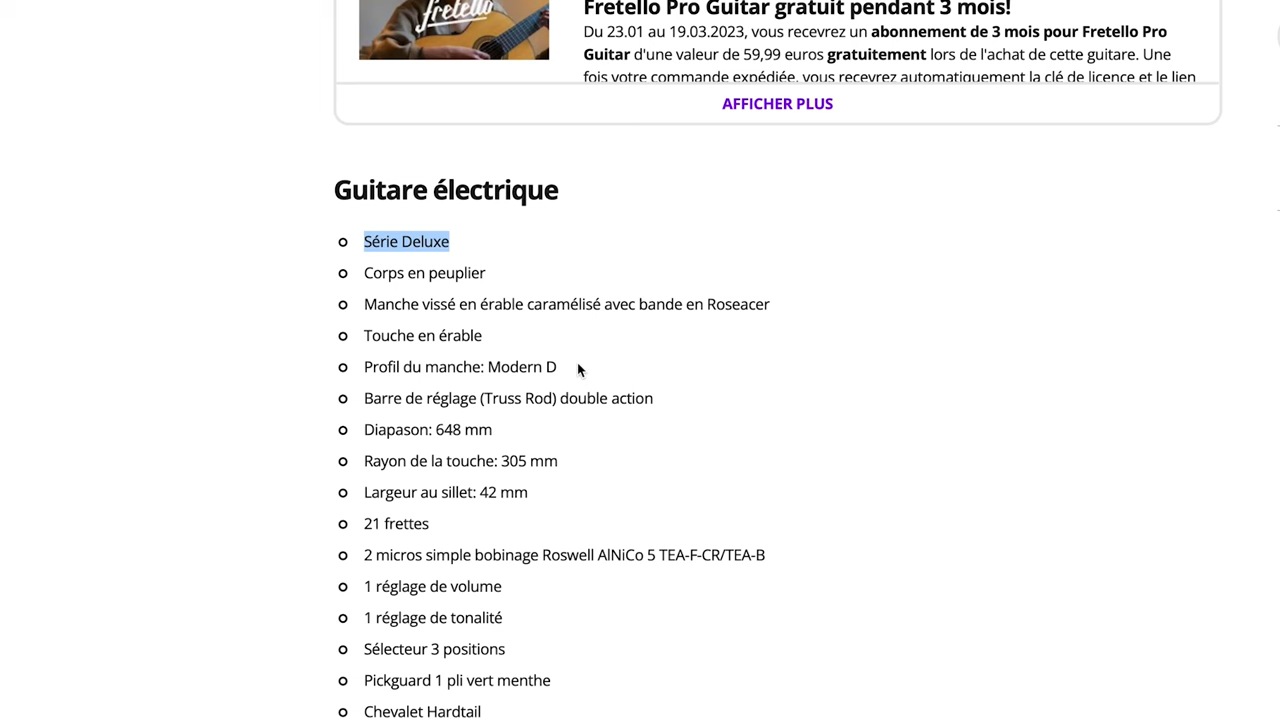 fretello
Fretello Pro Guitar gratuit pendant 3 mois!
Du 23.01 au 19.03.2023, vous recevrez un abonnement de 3 mois pour Fretello Pro
Guitar d'une valeur de 59,99 euros gratuitement lors de l'achat de cette guitare. Une
fois votre commande expédiée, vous recevrez automatiquement la clé de licence et le lien
AFFICHER PLUS
Guitare électrique
Série Deluxe
Corps en peuplier
Manche vissé en érable caramélisé avec bande en Roseacer
Touche en érable
Profil du manche: Modern D
Barre de réglage (Truss Rod) double action
Diapason: 648 mm
Rayon de la touche: 305 mm
Largeur au sillet: 42 mm
21 frettes
2 micros simple bobinage Roswell AlNiCo 5 TEA-F-CR/TEA-B
1 réglage de volume
1 réglage de tonalité
Sélecteur 3 positions
Pickguard 1 pli vert menthe
Chevalet Hardtail